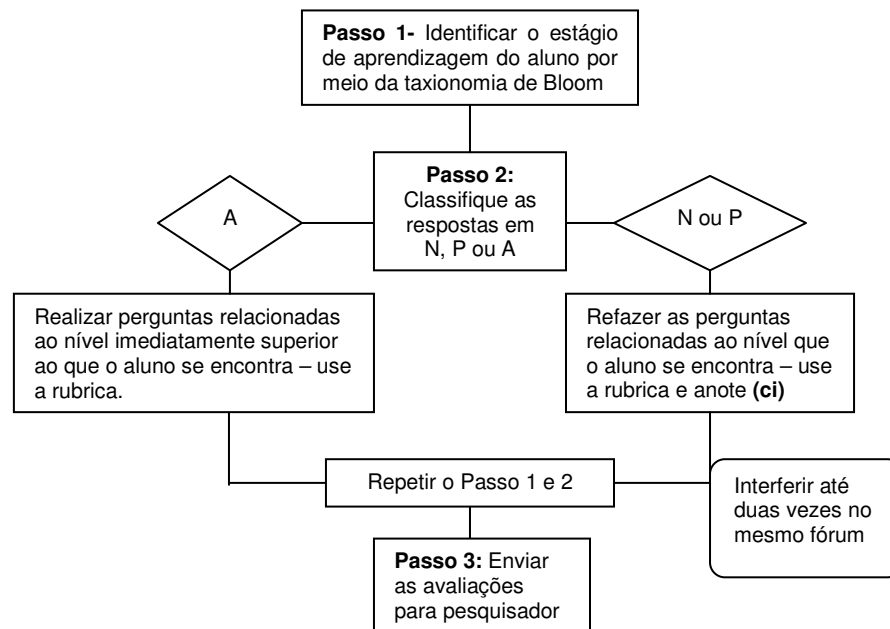 Passo 1- Identificar o estágio
de aprendizagem do aluno por
meio da taxionomia de Bloom
Passo 2:
Classifique as
respostas em
N, P ou A
A
N ou P
Realizar perguntas relacionadas
ao nível imediatamente superior
ao que o aluno se encontra – use
a rubrica.
Refazer as perguntas
relacionadas ao nível que
o aluno se encontra – use
a rubrica e anote (ci)
Repetir o Passo 1 e 2
Interferir até
duas vezes no
mesmo fórum
Passo 3: Enviar
as avaliações
para pesquisador